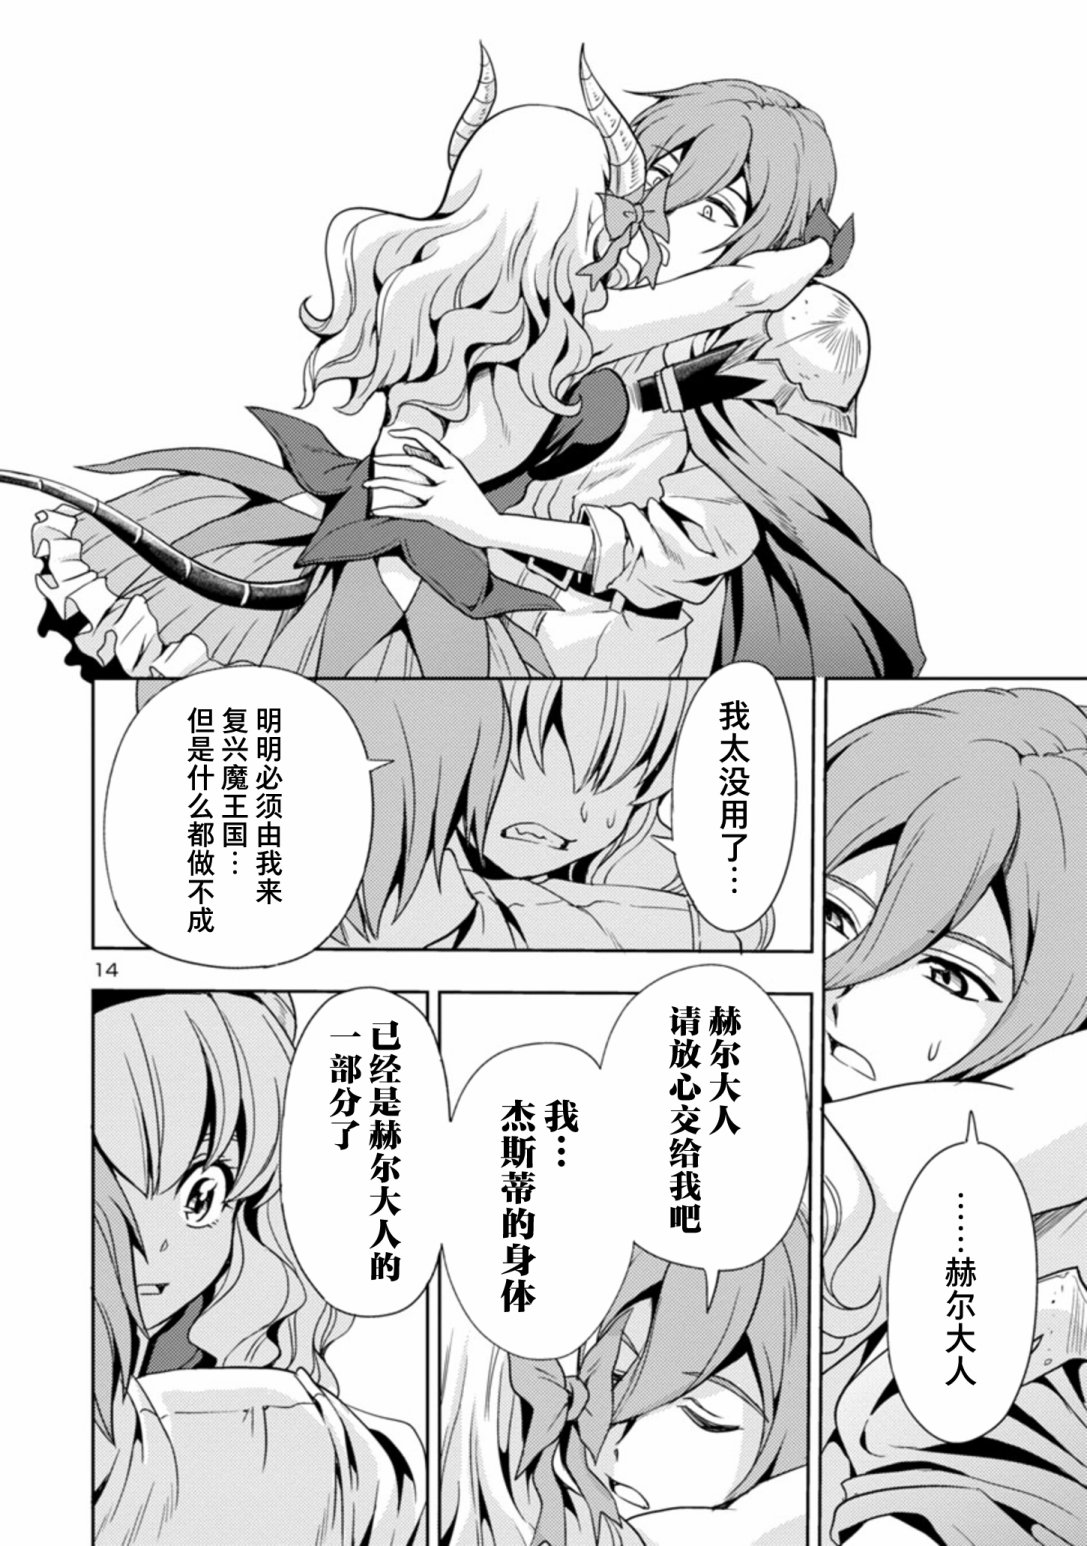 我太没用了…
明明必须由我来
复兴魔王国…
但是什么都做不成
……赫尔大人
赫尔大人
请放心交给我吧
我…
杰斯蒂的身体
已经是赫尔大人的
一部分了
14